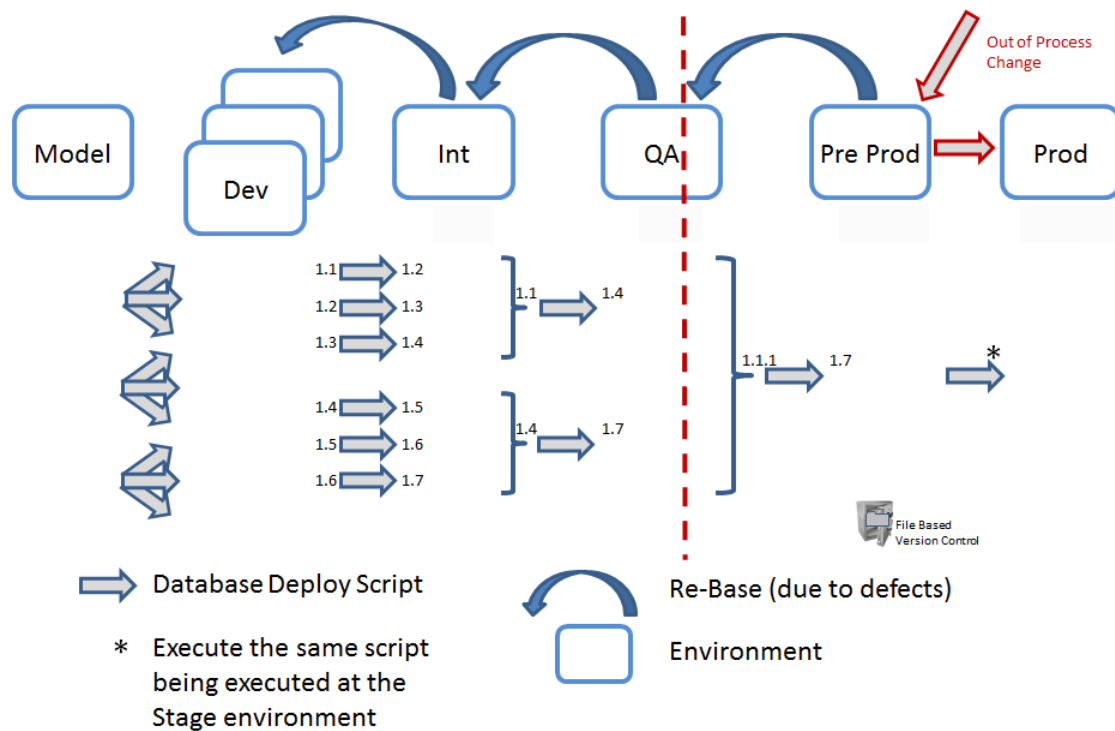 Out of Process
Change
Model
Dev
Int
QA
Pre Prod
Prod
1.1
1.2
1.2
1.3
1.3
1.4
1.1
1.4
1.4
1.5
1.5
1.6
1.6
1.7
1.4
1.7
1.1.1
1.7
*
File Based
Version Control
Database Deploy Script
Re-Base (due to defects)
* Execute the same script
being executed at the
Stage environment
Environment